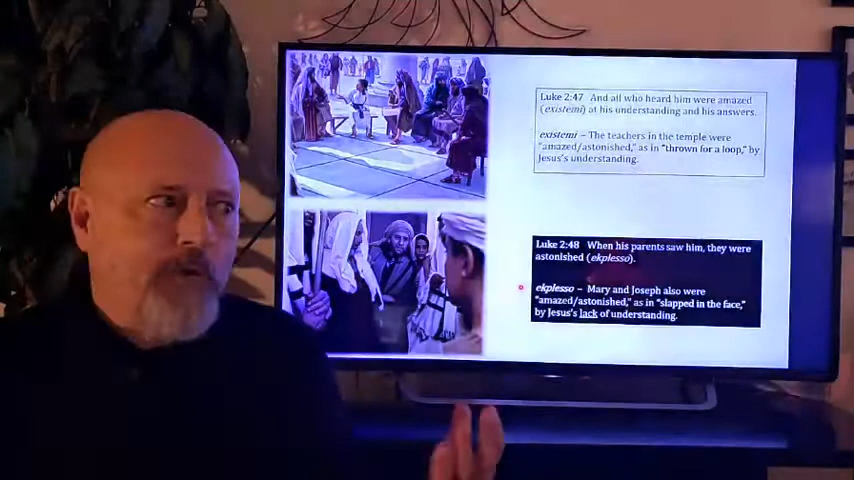 Luke 2:47 And all who heard him were amazed
(existemi) at his understanding and his answers.
existemi – The teachers in the temple were
"amazed/astonished," as in "thrown for a loop," by
Jesus's understanding.
Luke 2:48 When his parents saw him, they were
astonished (ekplesso).
ekplesso – Mary and Joseph also were
"amazed/astonished," as in "slapped in the face,"
by Jesus's lack of understanding.